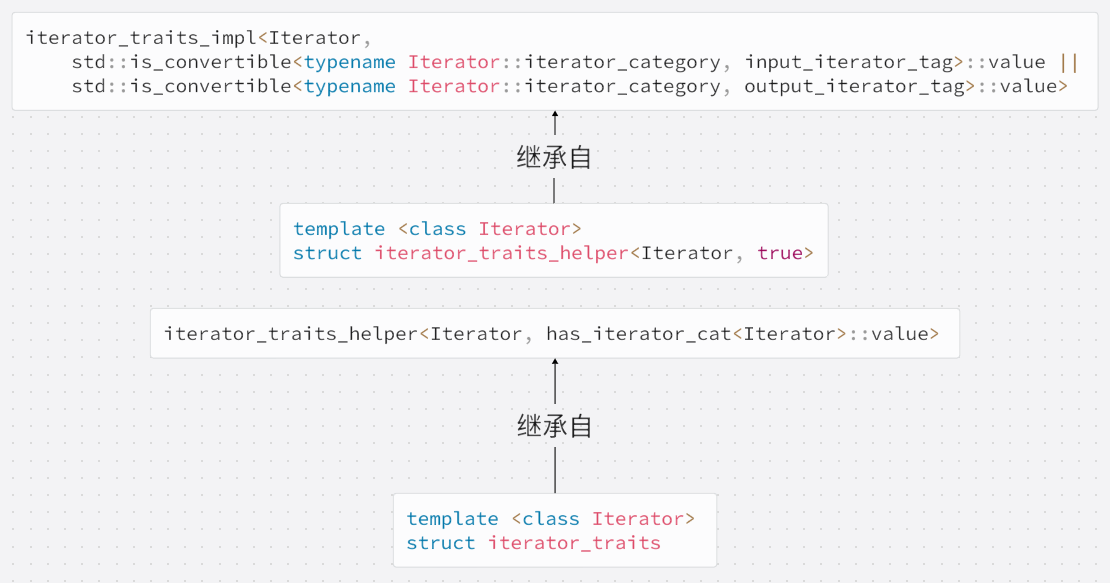 iterator_traits_impl<Iterator,
    std::is_convertible<typename Iterator::iterator_category, input_iterator_tag>::value ||
    std::is_convertible<typename Iterator::iterator_category, output_iterator_tag>::value>
继承自
template <class Iterator>
struct iterator_traits_helper<Iterator, true>
iterator_traits_helper<Iterator, has_iterator_cat<Iterator>::value>
继承自
template <class Iterator>
struct iterator_traits